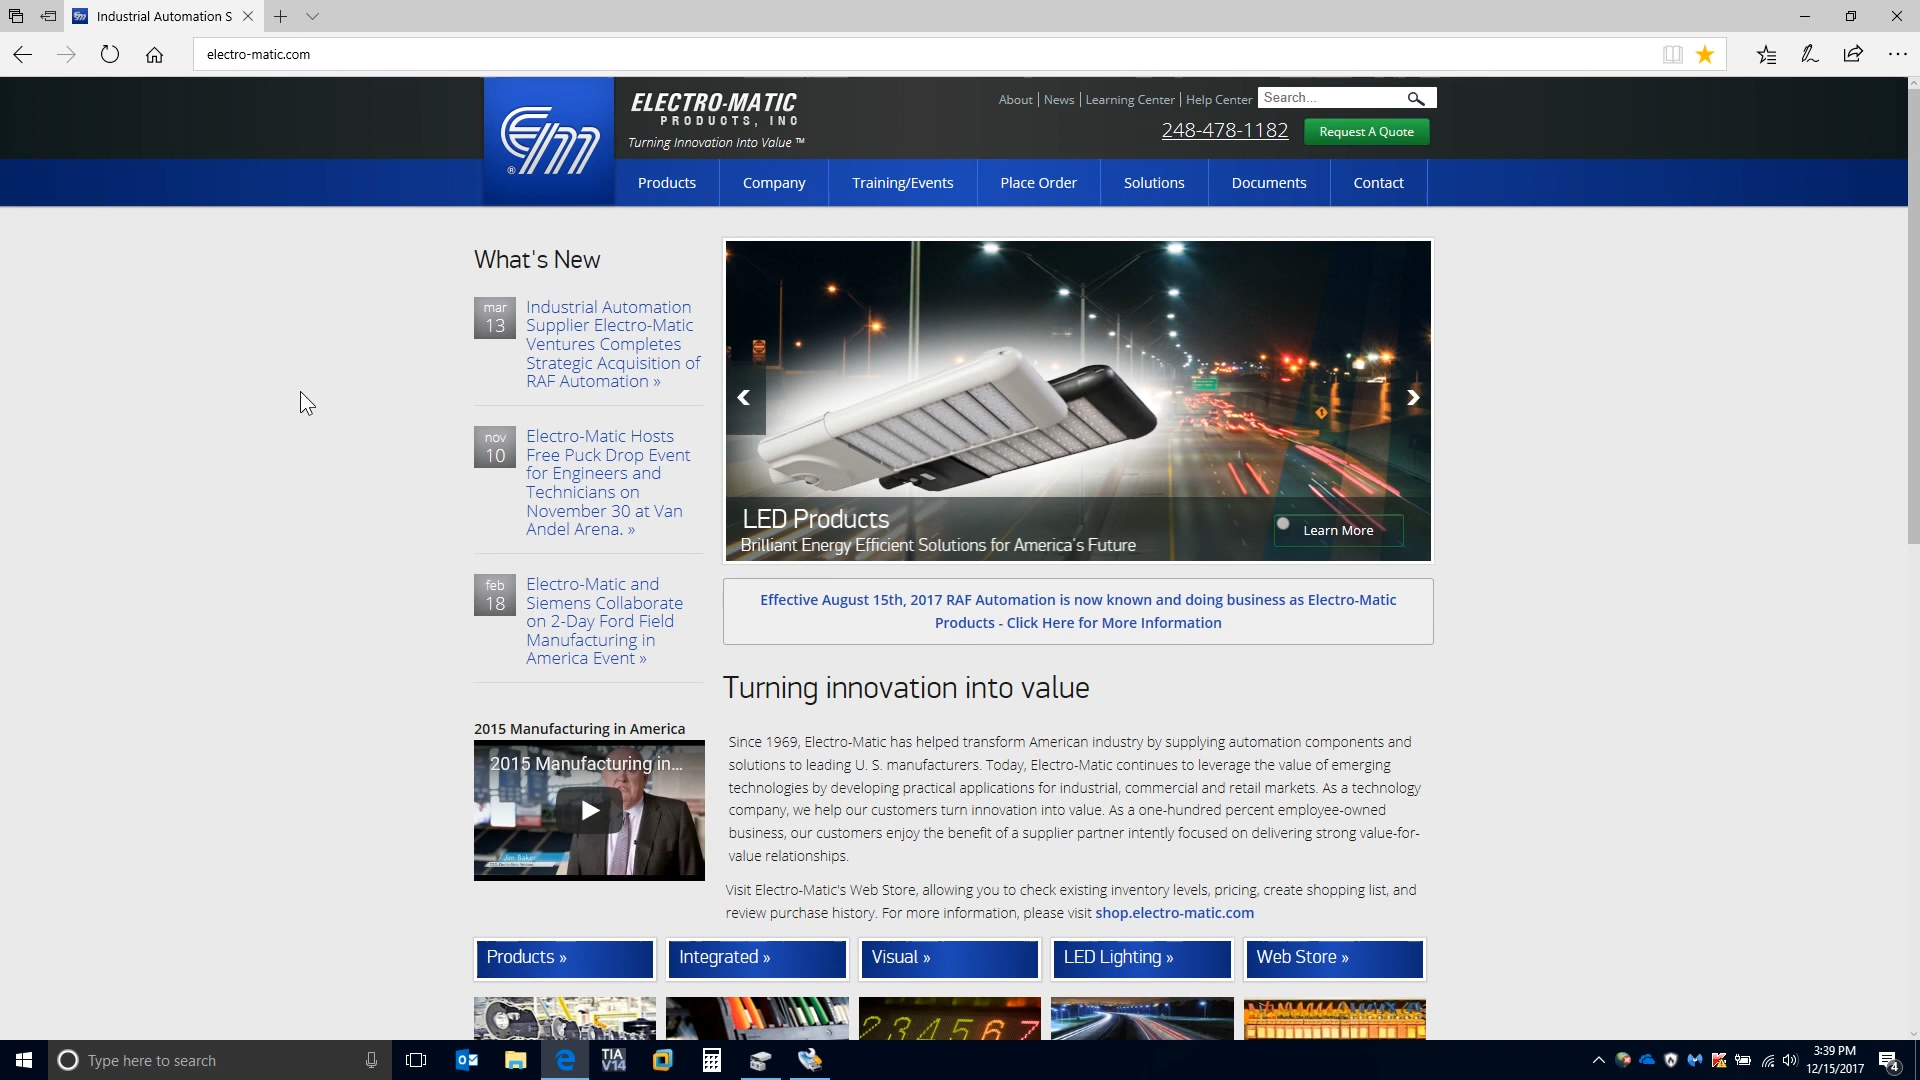 Industrial Automation S
electro-matic.com
ELECTRO-MATIC
PRODUCTS, INC
Turning Innovation Into Value ™
About | News | Learning Center | Help Center
Search...
248-478-1182
Request A Quote
em
®
Products
Company
Training/Events
Place Order
Solutions
Documents
Contact
What's New
mar
13
Industrial Automation
Supplier Electro-Matic
Ventures Completes
Strategic Acquisition of
RAF Automation »
nov
10
Electro-Matic Hosts
Free Puck Drop Event
for Engineers and
Technicians on
November 30 at Van
Andel Arena. »
feb
18
Electro-Matic and
Siemens Collaborate
on 2-Day Ford Field
Manufacturing in
America Event »
2015 Manufacturing in America
2015 Manufacturing in...
Jim Baker
LED Products
Brilliant Energy Efficient Solutions for America's Future
Learn More
Effective August 15th, 2017 RAF Automation is now known and doing business as Electro-Matic
Products - Click Here for More Information
Turning innovation into value
Since 1969, Electro-Matic has helped transform American industry by supplying automation components and
solutions to leading U. S. manufacturers. Today, Electro-Matic continues to leverage the value of emerging
technologies by developing practical applications for industrial, commercial and retail markets. As a technology
company, we help our customers turn innovation into value. As a one-hundred percent employee-owned
business, our customers enjoy the benefit of a supplier partner intently focused on delivering strong value-for-
value relationships.
Visit Electro-Matic's Web Store, allowing you to check existing inventory levels, pricing, create shopping list, and
review purchase history. For more information, please visit shop.electro-matic.com
Products »
Integrated »
Visual »
LED Lighting »
Web Store »
234567
Type here to search
TIA
V14
3:39 PM
12/15/2017
4